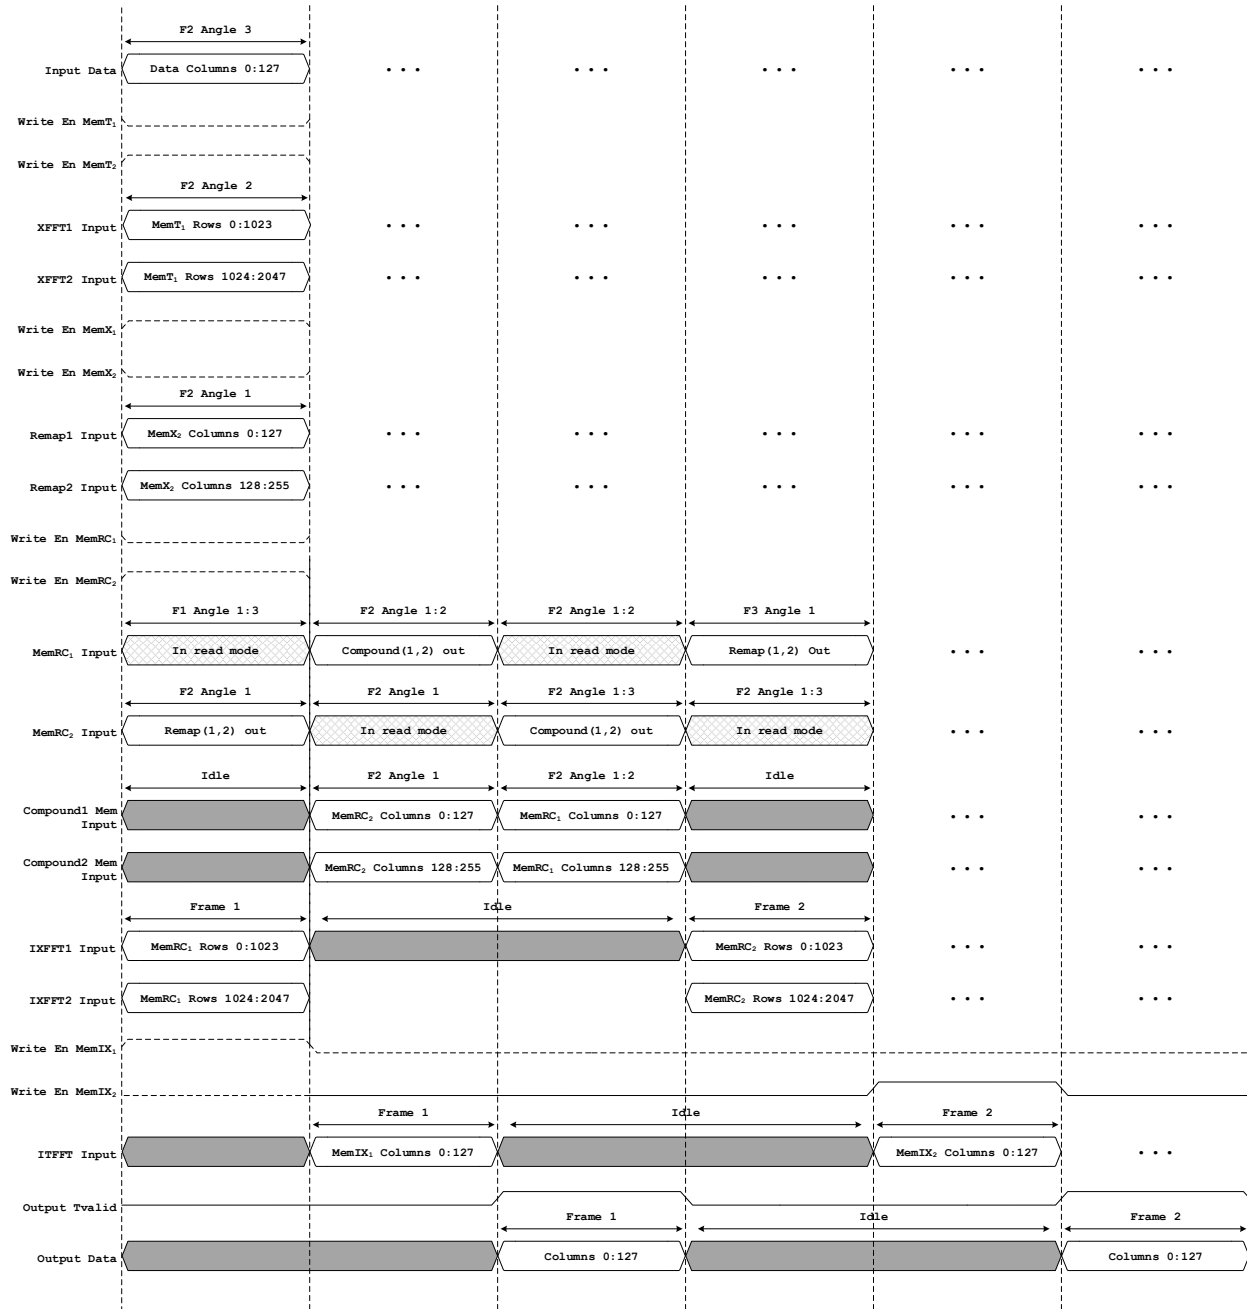 F2 Angle 3
Input Data Data Columns 0:127 ... ... ... ... ...
Write En MemT₁
Write En MemT₂
F2 Angle 2
XFFT1 Input MemT₁ Rows 0:1023 ... ... ... ... ...
XFFT2 Input MemT₁ Rows 1024:2047 ... ... ... ... ...
Write En MemX₁
Write En MemX₂
F2 Angle 1
Remap1 Input MemX₂ Columns 0:127 ... ... ... ... ...
Remap2 Input MemX₂ Columns 128:255 ... ... ... ... ...
Write En MemRC₁
Write En MemRC₂
F1 Angle 1:3 F2 Angle 1:2 F2 Angle 1:2 F3 Angle 1
MemRC₁ Input In read mode Compound(1,2) out In read mode Remap(1,2) Out ... ...
F2 Angle 1 F2 Angle 1 F2 Angle 1:3 F2 Angle 1:3
MemRC₂ Input Remap(1,2) out In read mode Compound(1,2) out In read mode ... ...
Idle F2 Angle 1 F2 Angle 1:2 Idle
Compound1 Mem Input MemRC₂ Columns 0:127 MemRC₁ Columns 0:127 ... ...
Compound2 Mem Input MemRC₂ Columns 128:255 MemRC₁ Columns 128:255 ... ...
Frame 1 Idle Frame 2
IXFFT1 Input MemRC₁ Rows 0:1023 MemRC₂ Rows 0:1023 ... ...
IXFFT2 Input MemRC₁ Rows 1024:2047 MemRC₂ Rows 1024:2047 ... ...
Write En MemIX₁
Write En MemIX₂
Frame 1 Idle Frame 2
ITFFT Input MemIX₁ Columns 0:127 MemIX₂ Columns 0:127 ...
Output Tvalid
Frame 1 Idle Frame 2
Output Data Columns 0:127 Columns 0:127